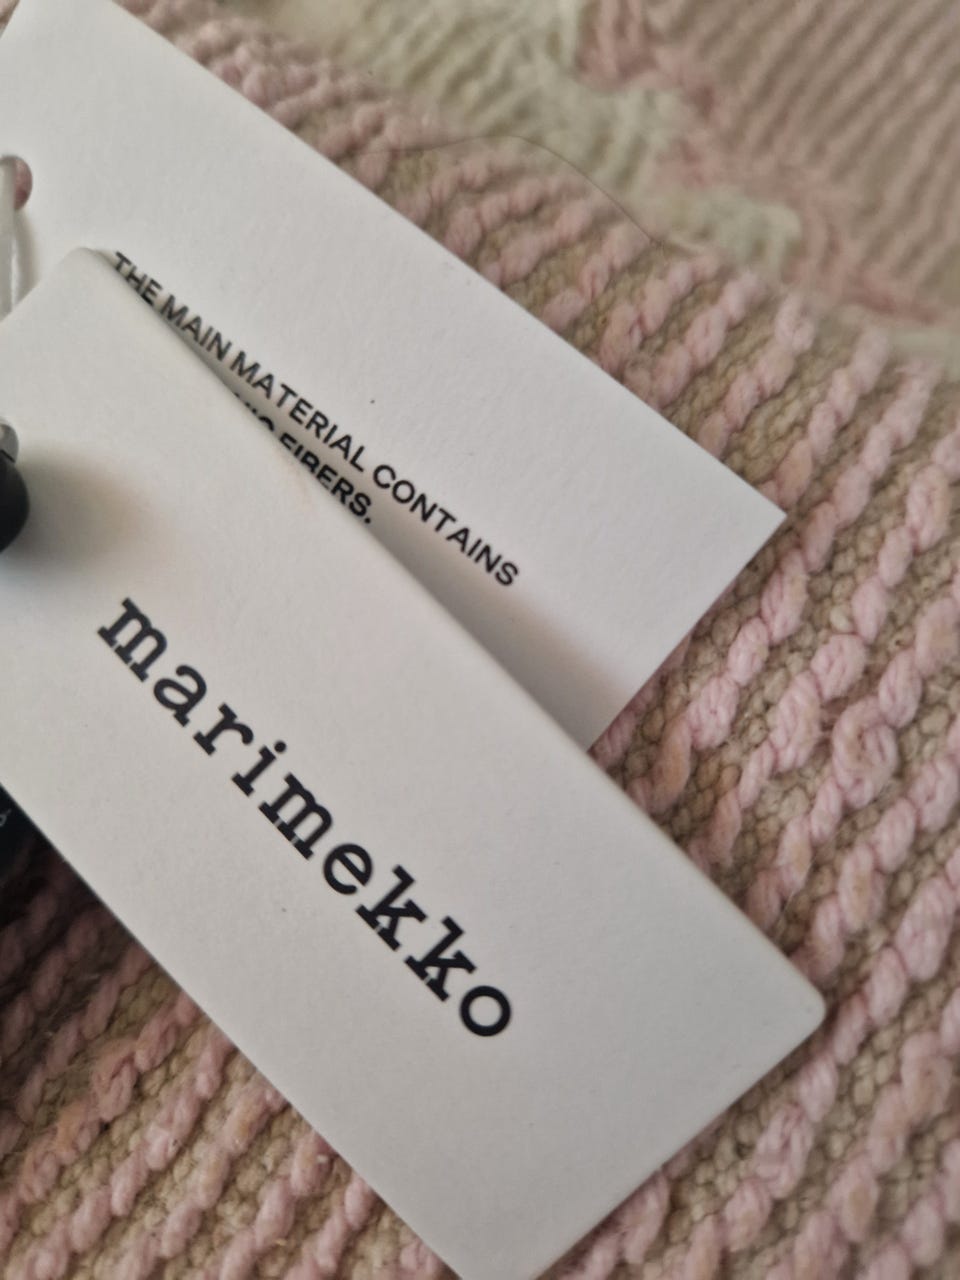 THE MAIN MATERIAL CONTAINS
FIBERS.
marimekko